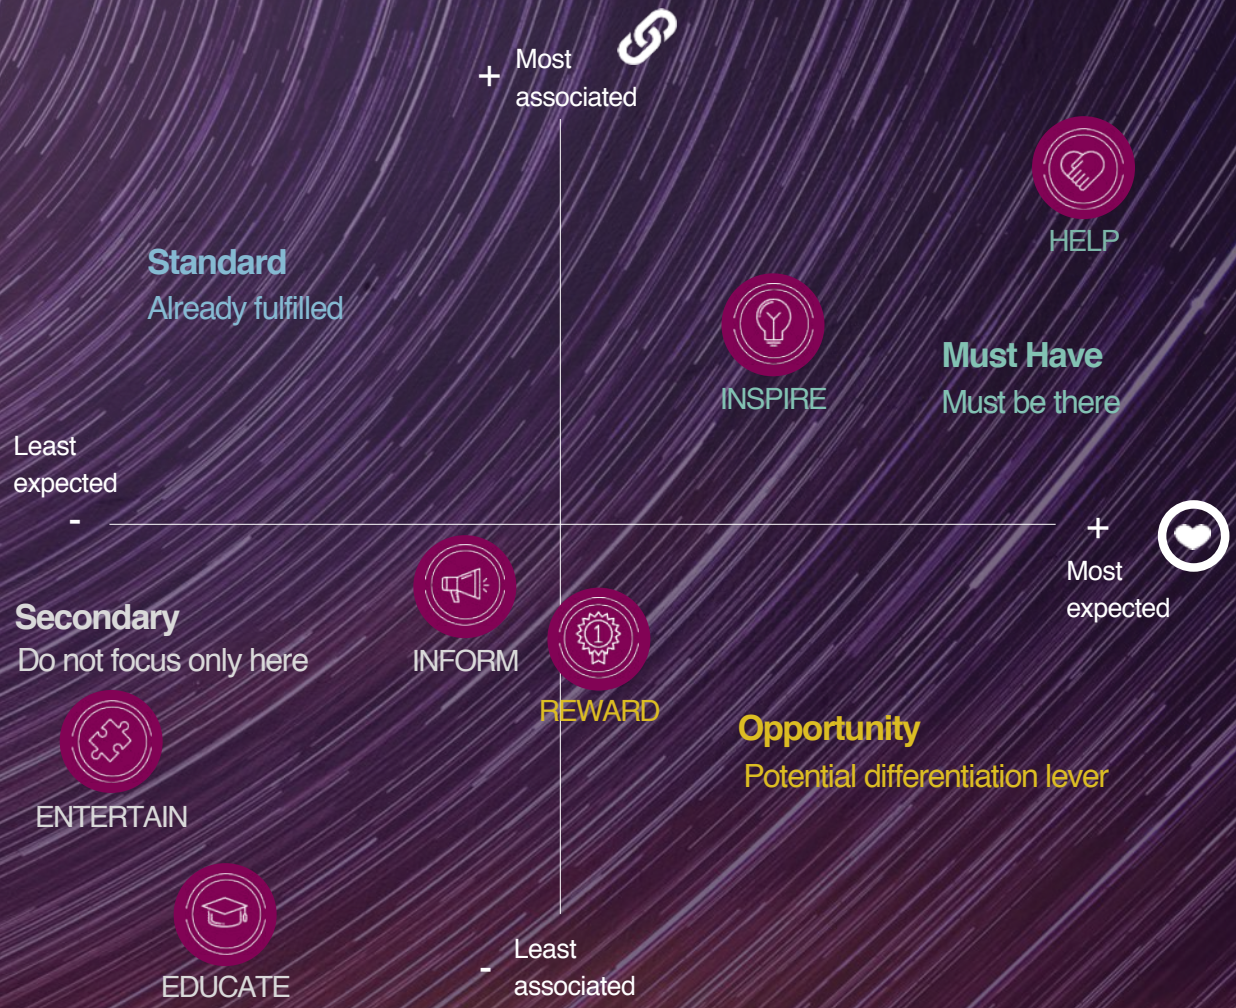 +
Most
associated
HELP
Standard
Already fulfilled
INSPIRE
Must Have
Must be there
Least
expected
-
+
Most
expected
Secondary
Do not focus only here
INFORM
1
REWARD
Opportunity
Potential differentiation lever
ENTERTAIN
EDUCATE
-
Least
associated